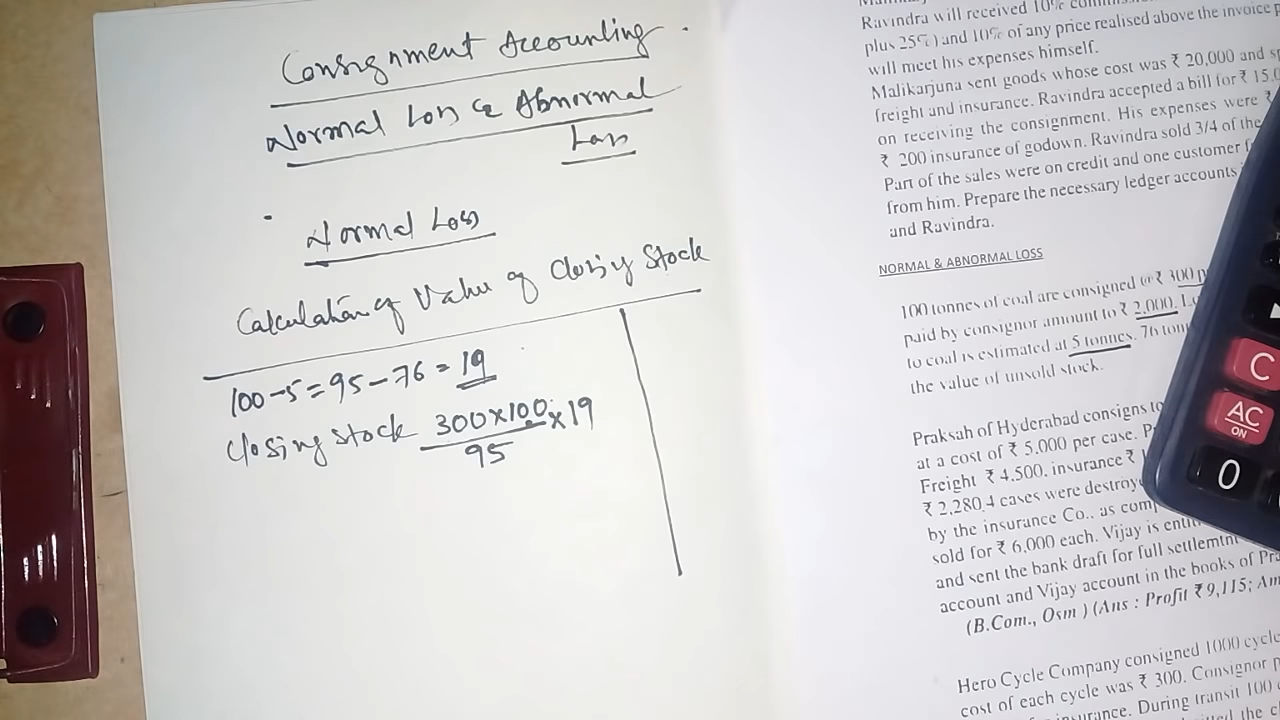 Consignment Accounting.
Normal Loss & Abnormal
Loss
Normal Loss
Calculation of Value of Closing Stock
100-5=95-76=19
Closing stock 300×100×19
95
Ravindra will received 10%
plus 25%) and 10% of any price realised above the invoice
will meet his expenses himself.
Malikarjuna sent goods whose cost was ₹ 20,000 and
freight and insurance. Ravindra accepted a bill for ₹ 15,0
on receiving the consignment. His expenses were ₹
₹ 200 insurance of godown. Ravindra sold 3/4 of the
Part of the sales were on credit and one customer
from him. Prepare the necessary ledger accounts
and Ravindra.
NORMAL & ABNORMAL LOSS
100 tonnes of coal are consigned @ ₹ 300
paid by consignor amount to ₹ 2,000.
to coal is estimated at 5 tonnes. 76
the value of unsold stock.
Praksah of Hyderabad consigns to
at a cost of ₹ 5,000 per case.
Freight ₹ 4,500, insurance ₹
₹ 2,280.4 cases were
by the insurance Co., as
sold for ₹ 6,000 each. Vijay is
and sent the bank draft for full
account and Vijay account in the books of
(B.Com., Osm ) (Ans : Profit ₹ 9,115;
Hero Cycle Company consigned 1000
cost of each cycle was ₹ 300. Consignor
During transit 100
C
AC
ON
0